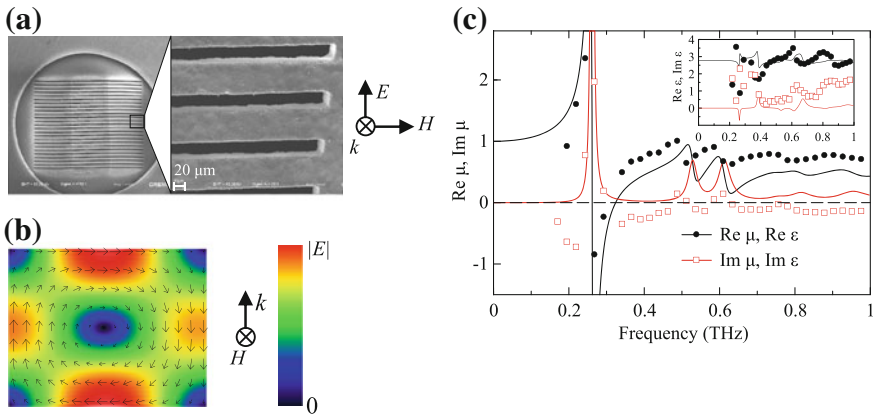 (a)
20 μm
E
H
k
(b)
|E|
0
k
H
(c)
Re μ, Im μ
2
1
0
-1
0
0.2
0.4
0.6
0.8
1
Frequency (THz)
Re μ, Re ε
Im μ, Im ε
Re ε, Im ε
4
3
2
1
0
0
0.2
0.4
0.6
0.8
1